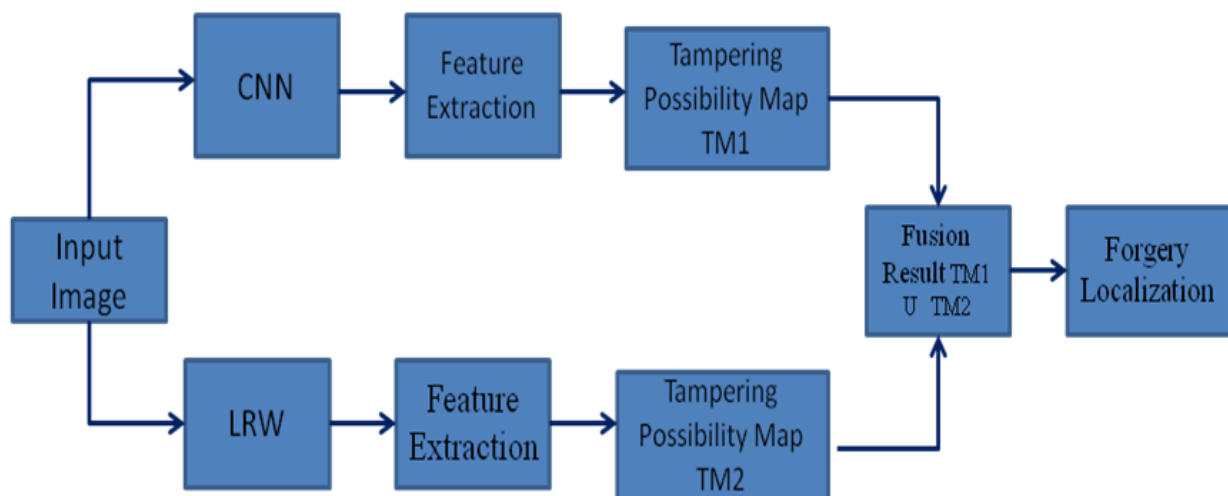 CNN
Feature
Extraction
Tampering
Possibility Map
TM1
Input
Image
Fusion
Result TM1
U TM2
Forgery
Localization
LRW
Feature
Extraction
Tampering
Possibility Map
TM2